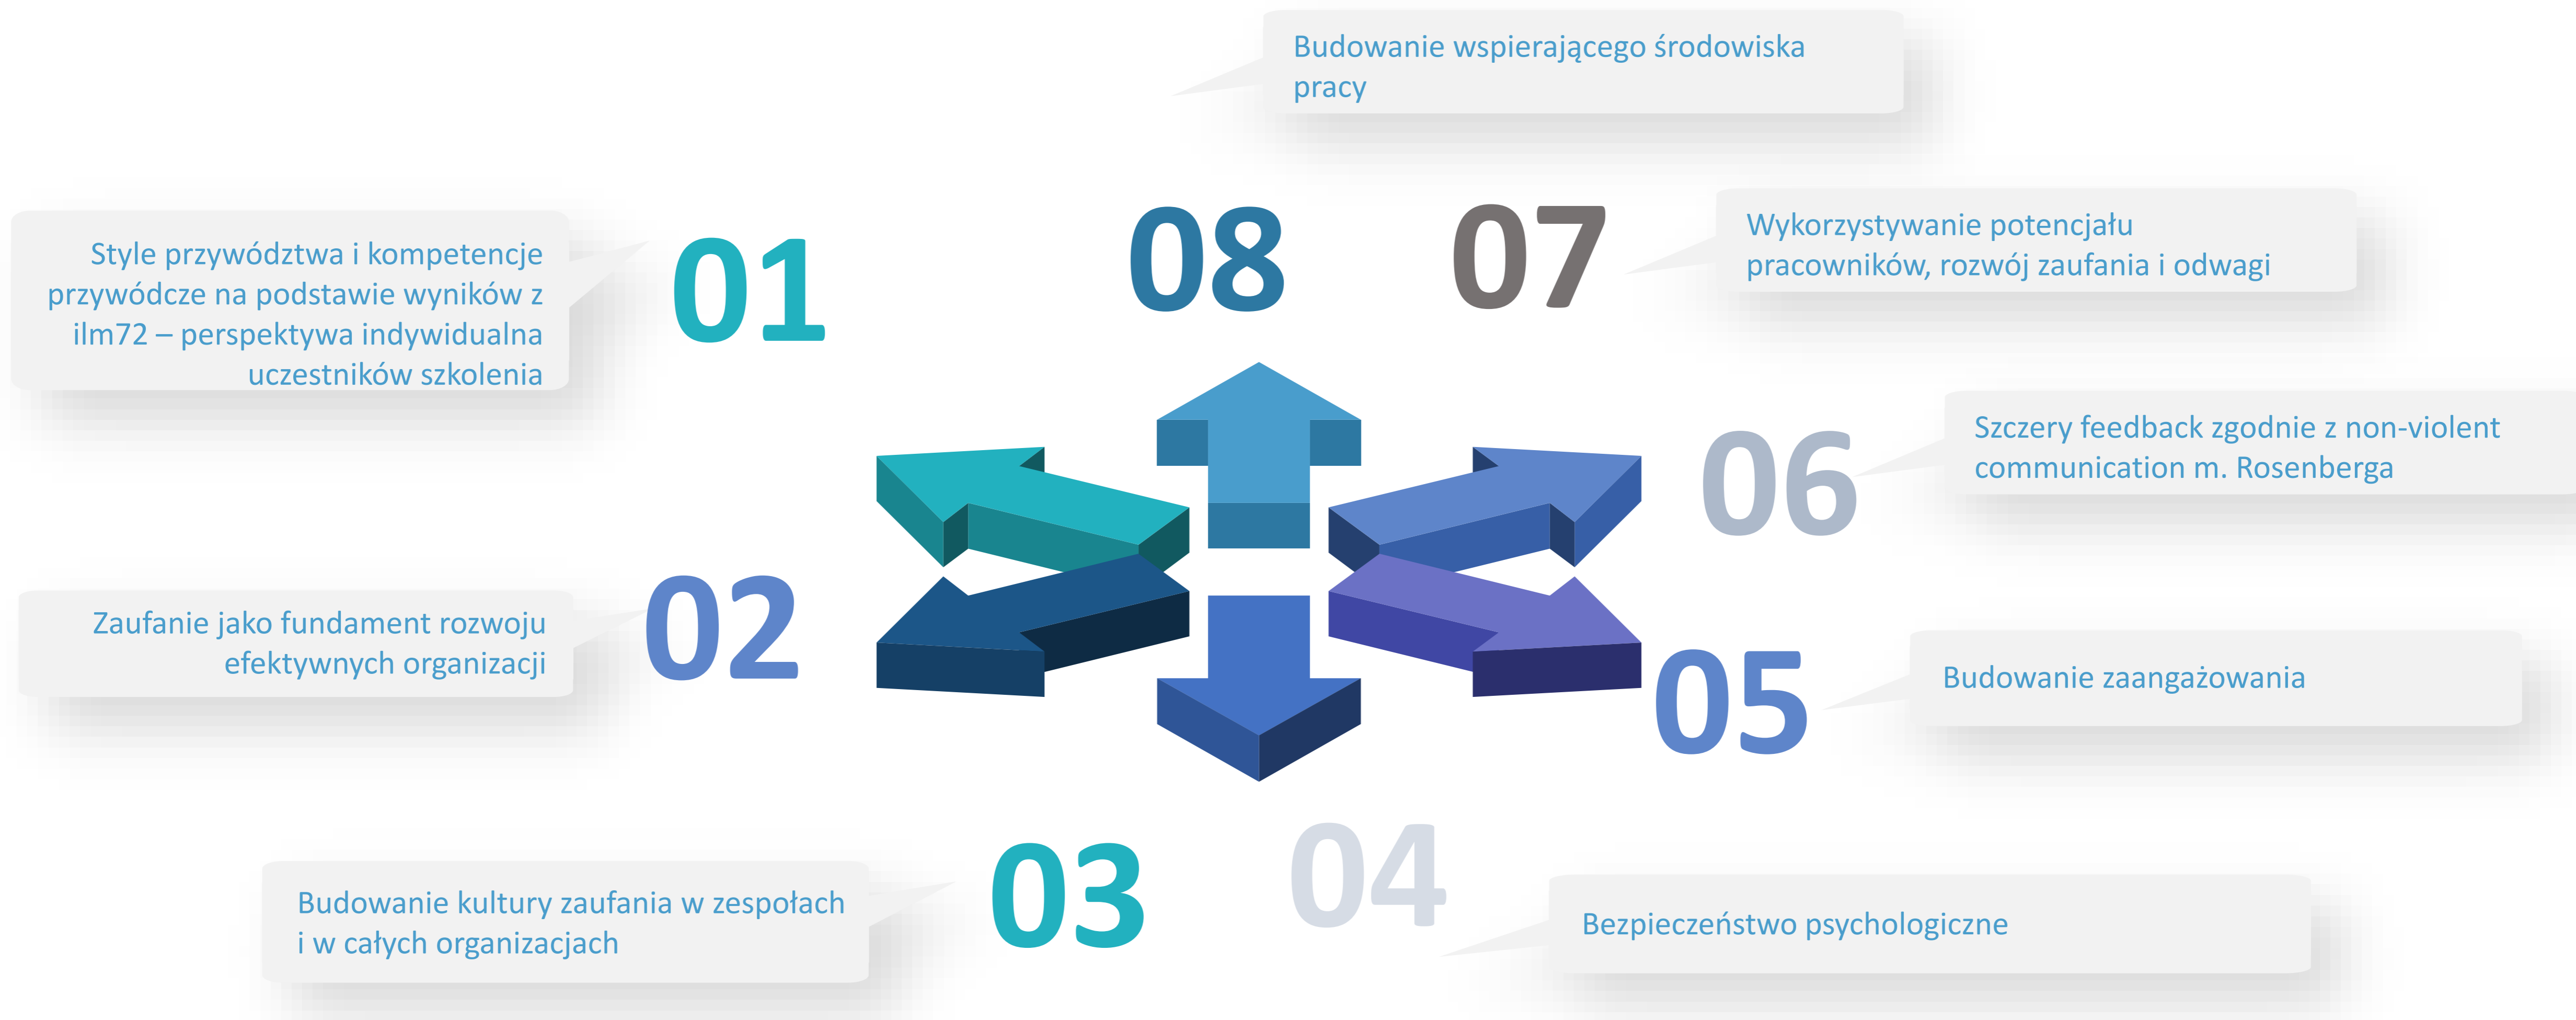 Budowanie wspierającego środowiska
pracy
01
Style przywództwa i kompetencje
przywódcze na podstawie wyników z
ilm72 – perspektywa indywidualna
uczestników szkolenia
08
07
Wykorzystywanie potencjału
pracowników, rozwój zaufania i odwagi
06
Szczery feedback zgodnie z non-violent
communication m. Rosenberga
02
Zaufanie jako fundament rozwoju
efektywnych organizacji
05
Budowanie zaangażowania
03
Budowanie kultury zaufania w zespołach
i w całych organizacjach
04
Bezpieczeństwo psychologiczne